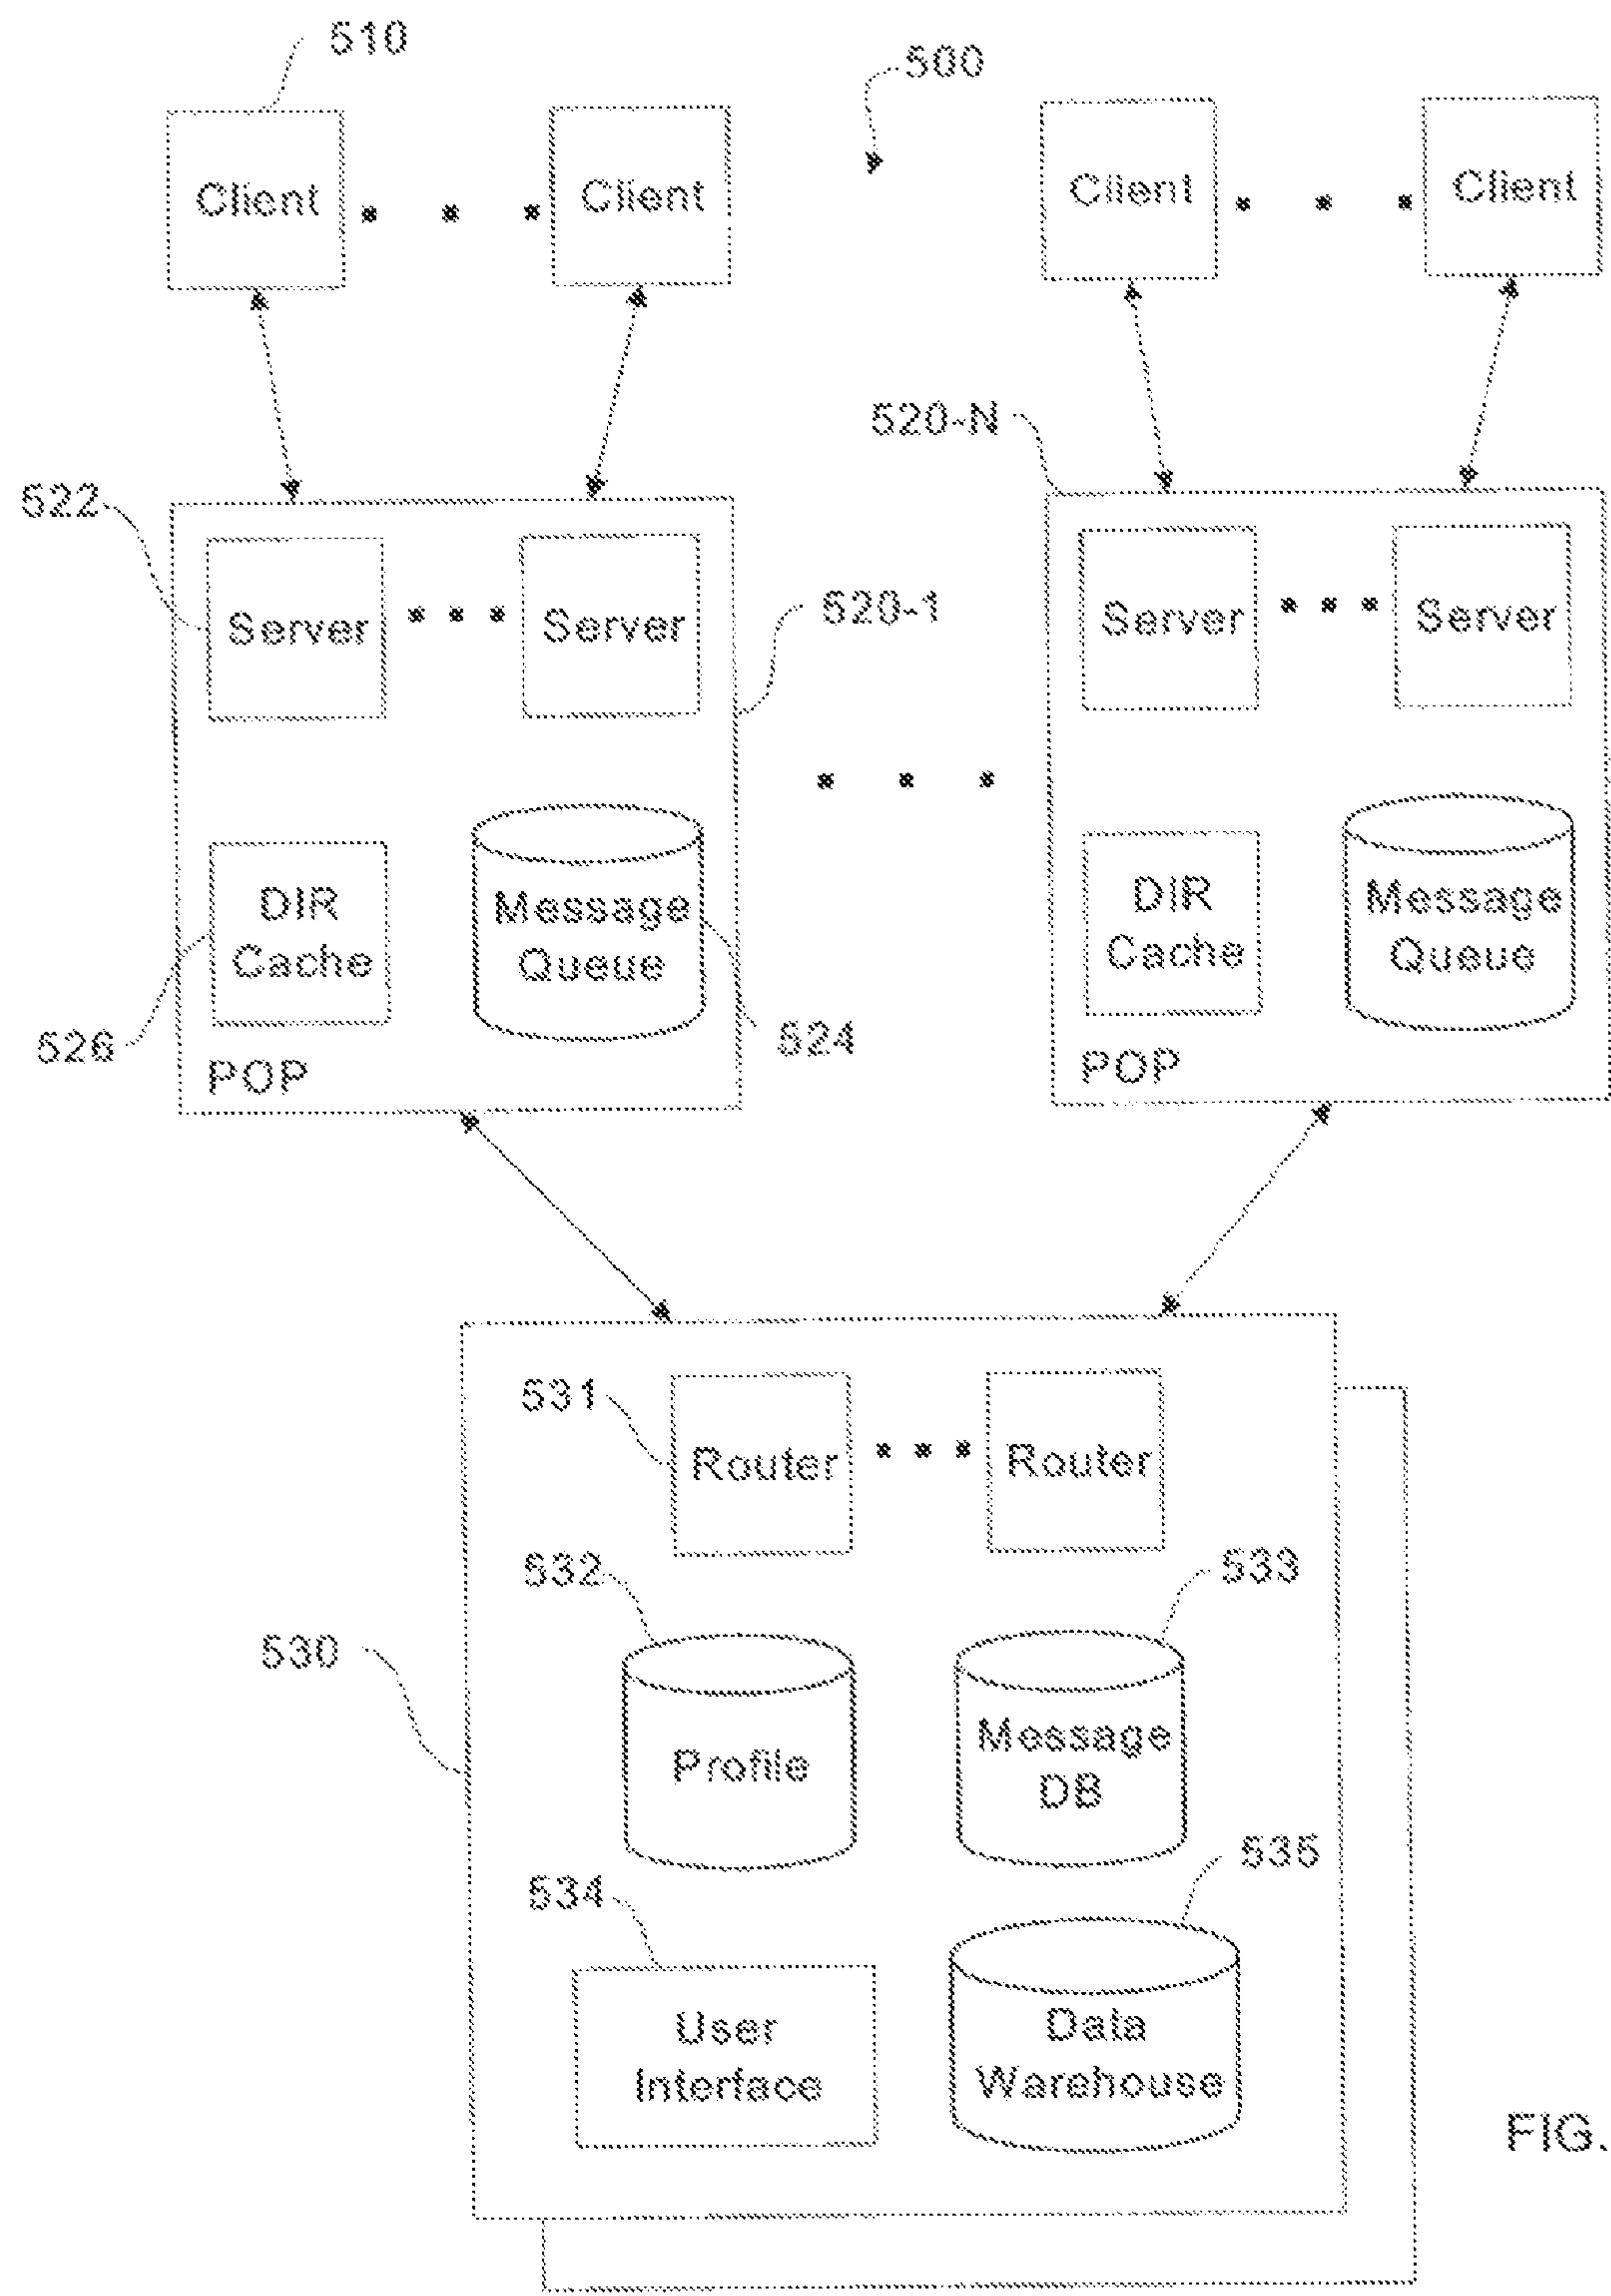 510
500
Client
Client
Client
Client
520-N
522
Server
Server
520-1
Server
Server
DIR
Cache
Message
Queue
DIR
Cache
Message
Queue
526
POP
524
POP
531
Router
Router
532
533
530
Profile
Message
DB
534
535
User
Interface
Data
Warehouse
FIG.